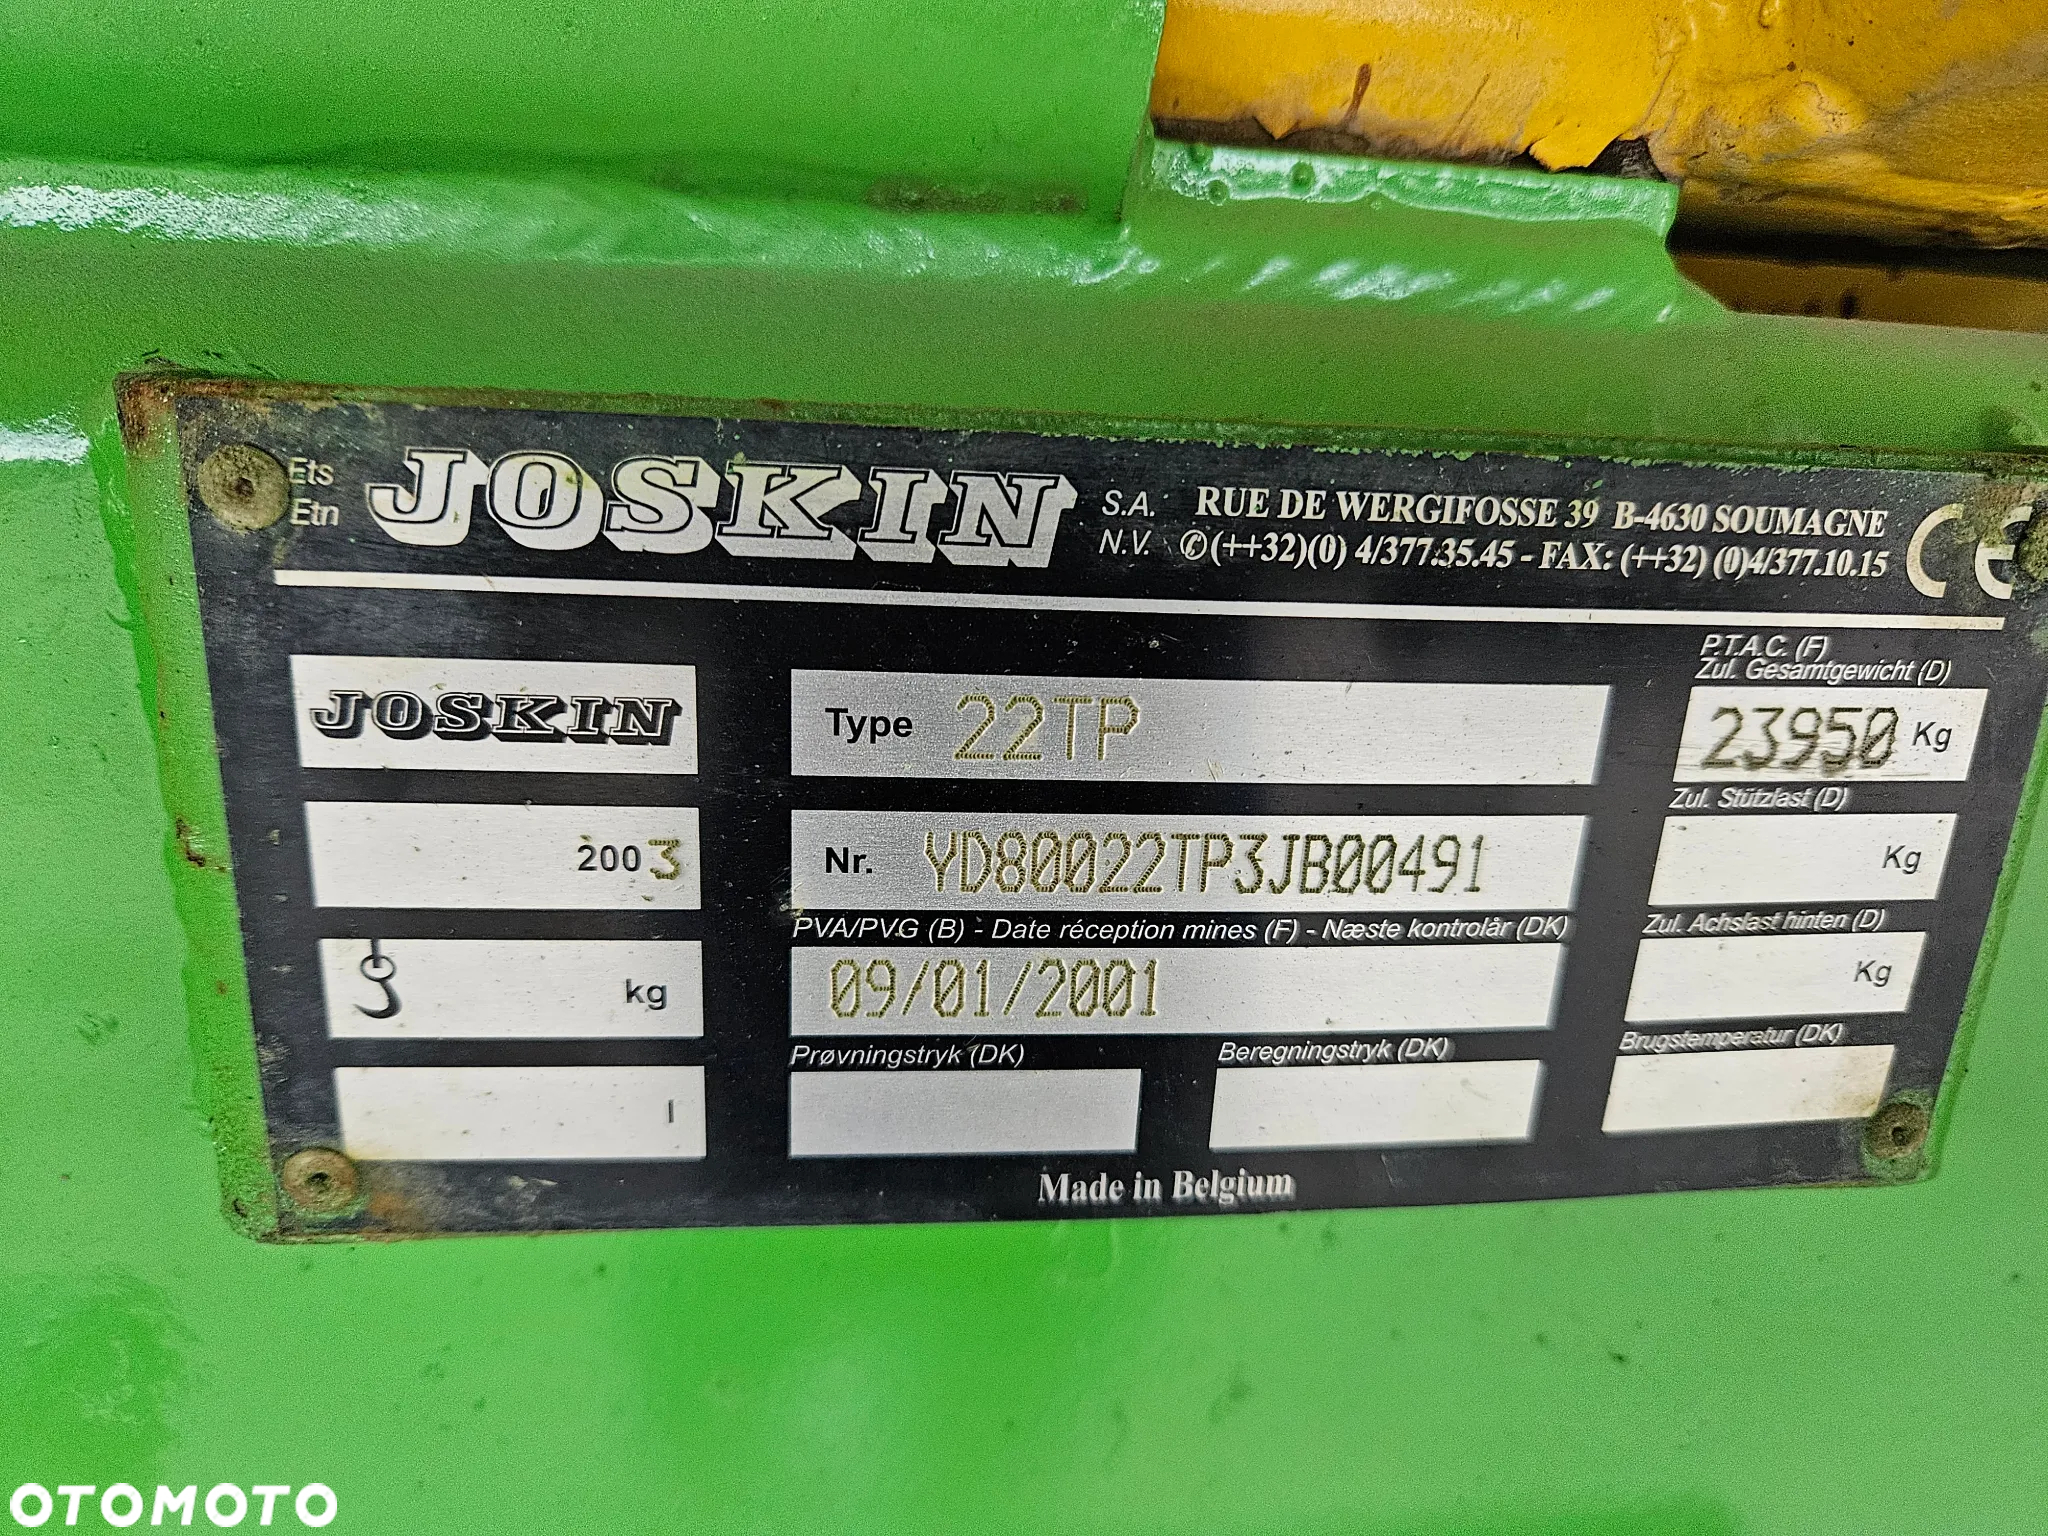 Ets
Etn
JOSKIN
S.A.
N.V.
RUE DE WERGIFOSSE 39 B-4630 SOUMAGNE
✆(++32)(0) 4/377.35.45 - FAX: (++32) (0)4/377.10.15
CE
JOSKIN
Type 22TP
P.T.A.C. (F)
Zul. Gesamtgewicht (D)
23950 Kg
2003
Nr. YD80022TP3JB00491
Zul. Stützlast (D)
Kg
kg
PVA/PVG (B) - Date réception mines (F) - Næste kontrolår (DK)
09/01/2001
Zul. Achslast hinten (D)
Kg
l
Prøvningstryk (DK)
Beregningstryk (DK)
Brugstemperatur (DK)
Made in Belgium
OTOMOTO